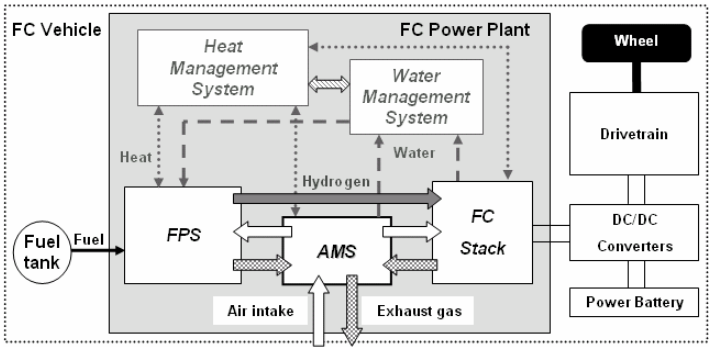 FC Vehicle
FC Power Plant
Heat
Management
System
Water
Management
System
Wheel
Drivetrain
Heat
Water
Hydrogen
FPS
AMS
FC
Stack
DC/DC
Converters
Fuel
tank
Fuel
Power Battery
Air intake
Exhaust gas